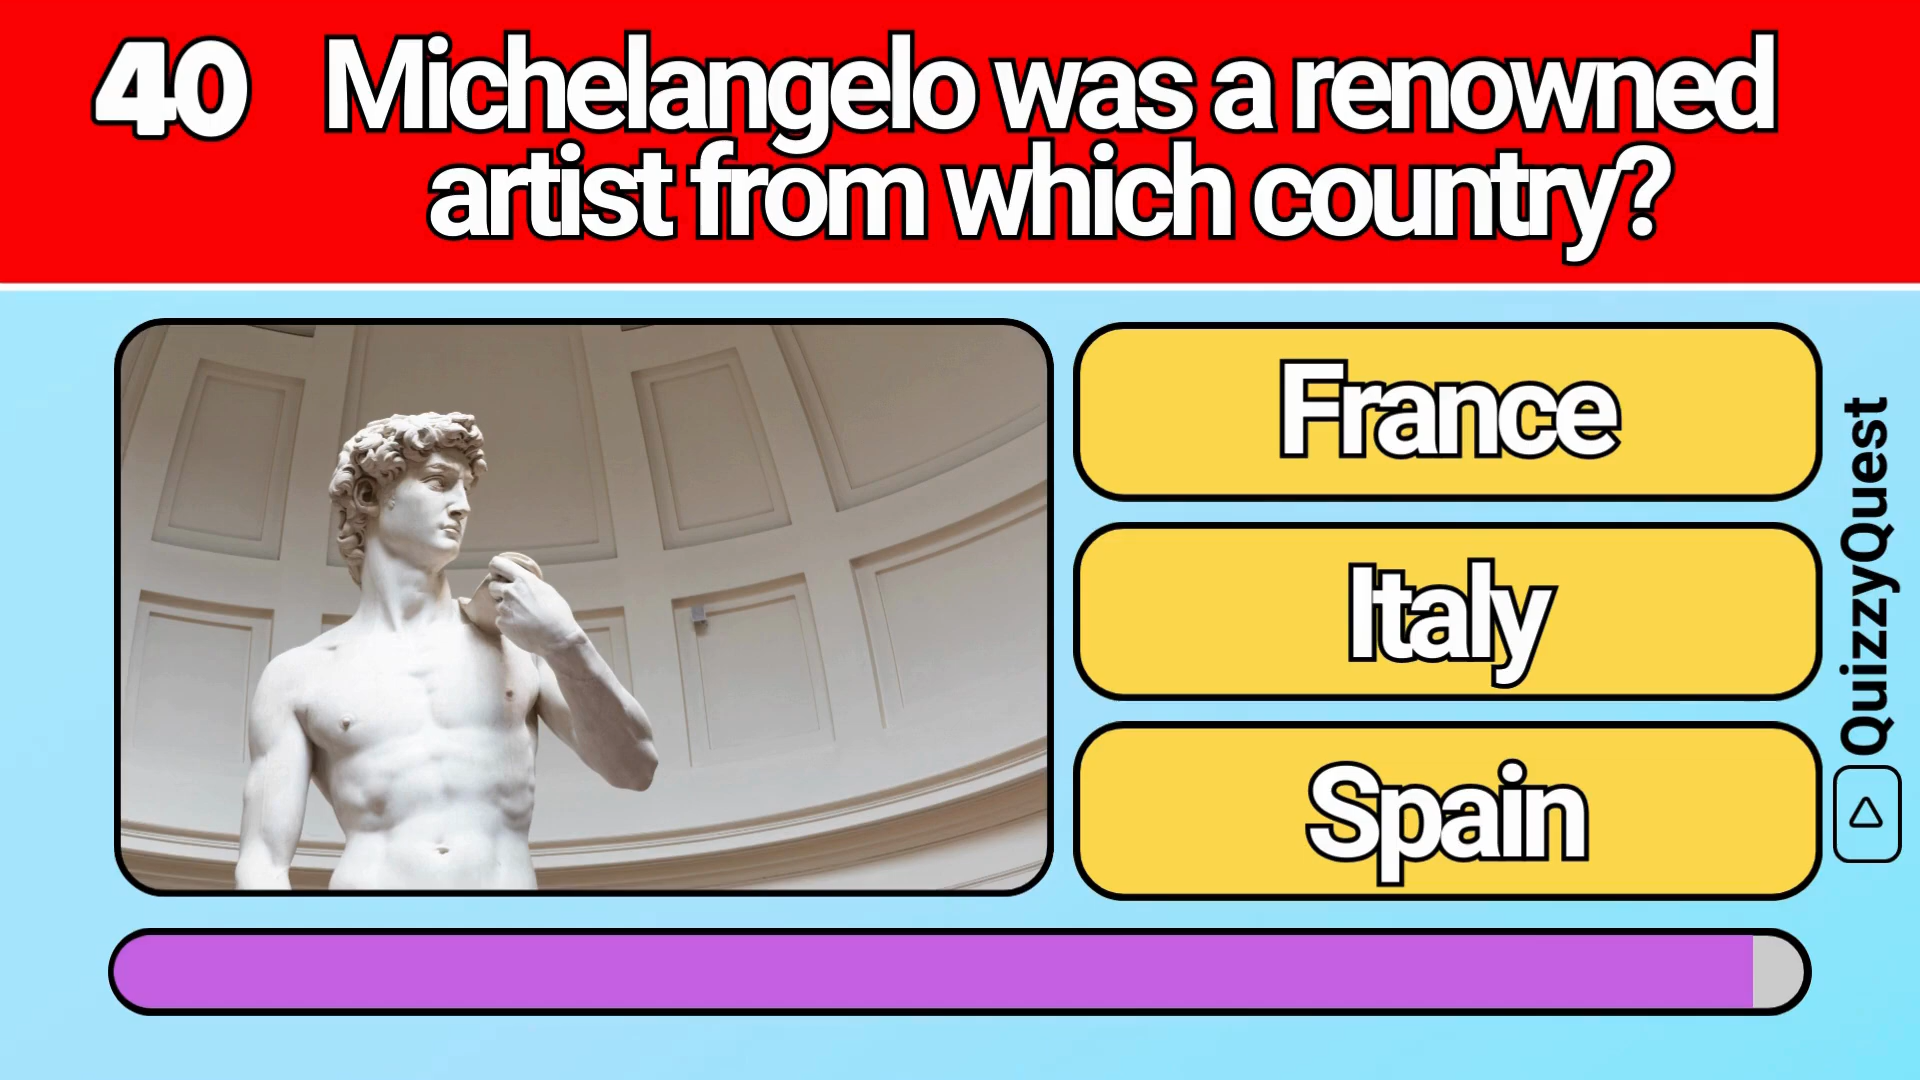 40
Michelangelo was a renowned
artist from which country?
France
Italy
Spain
QuizzyQuest